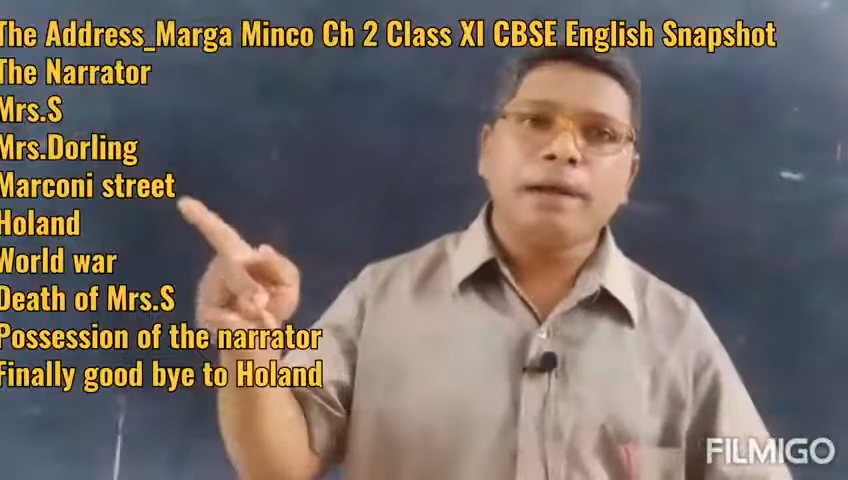 The Address_Marga Minco Ch 2 Class XI CBSE English Snapshot
The Narrator
Mrs.S
Mrs.Dorling
Marconi street
Holand
World war
Death of Mrs.S
Possession of the narrator
Finally good bye to Holand
FILMIGO